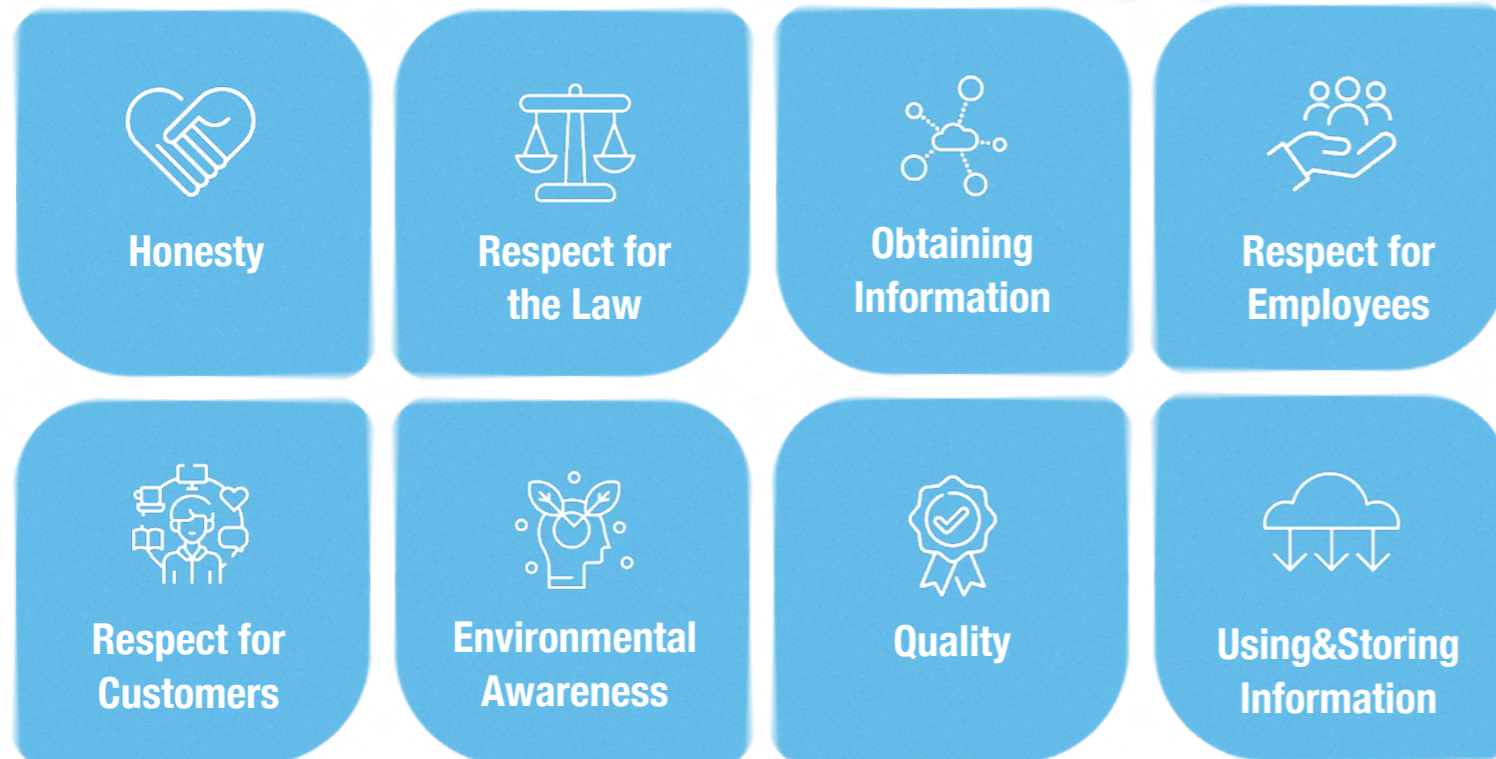 Honesty
Respect for
the Law
Obtaining
Information
Respect for
Employees
Respect for
Customers
Environmental
Awareness
Quality
Using&Storing
Information